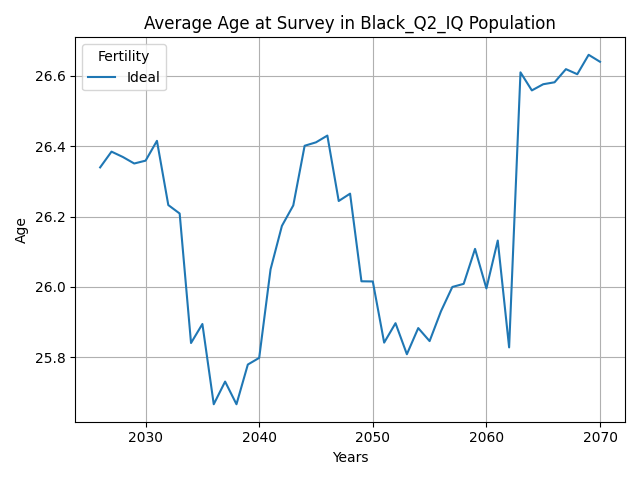 Average Age at Survey in Black_Q2_IQ Population
Fertility
Ideal
Age
26.6
26.4
26.2
26.0
25.8
2030 2040 2050 2060 2070
Years